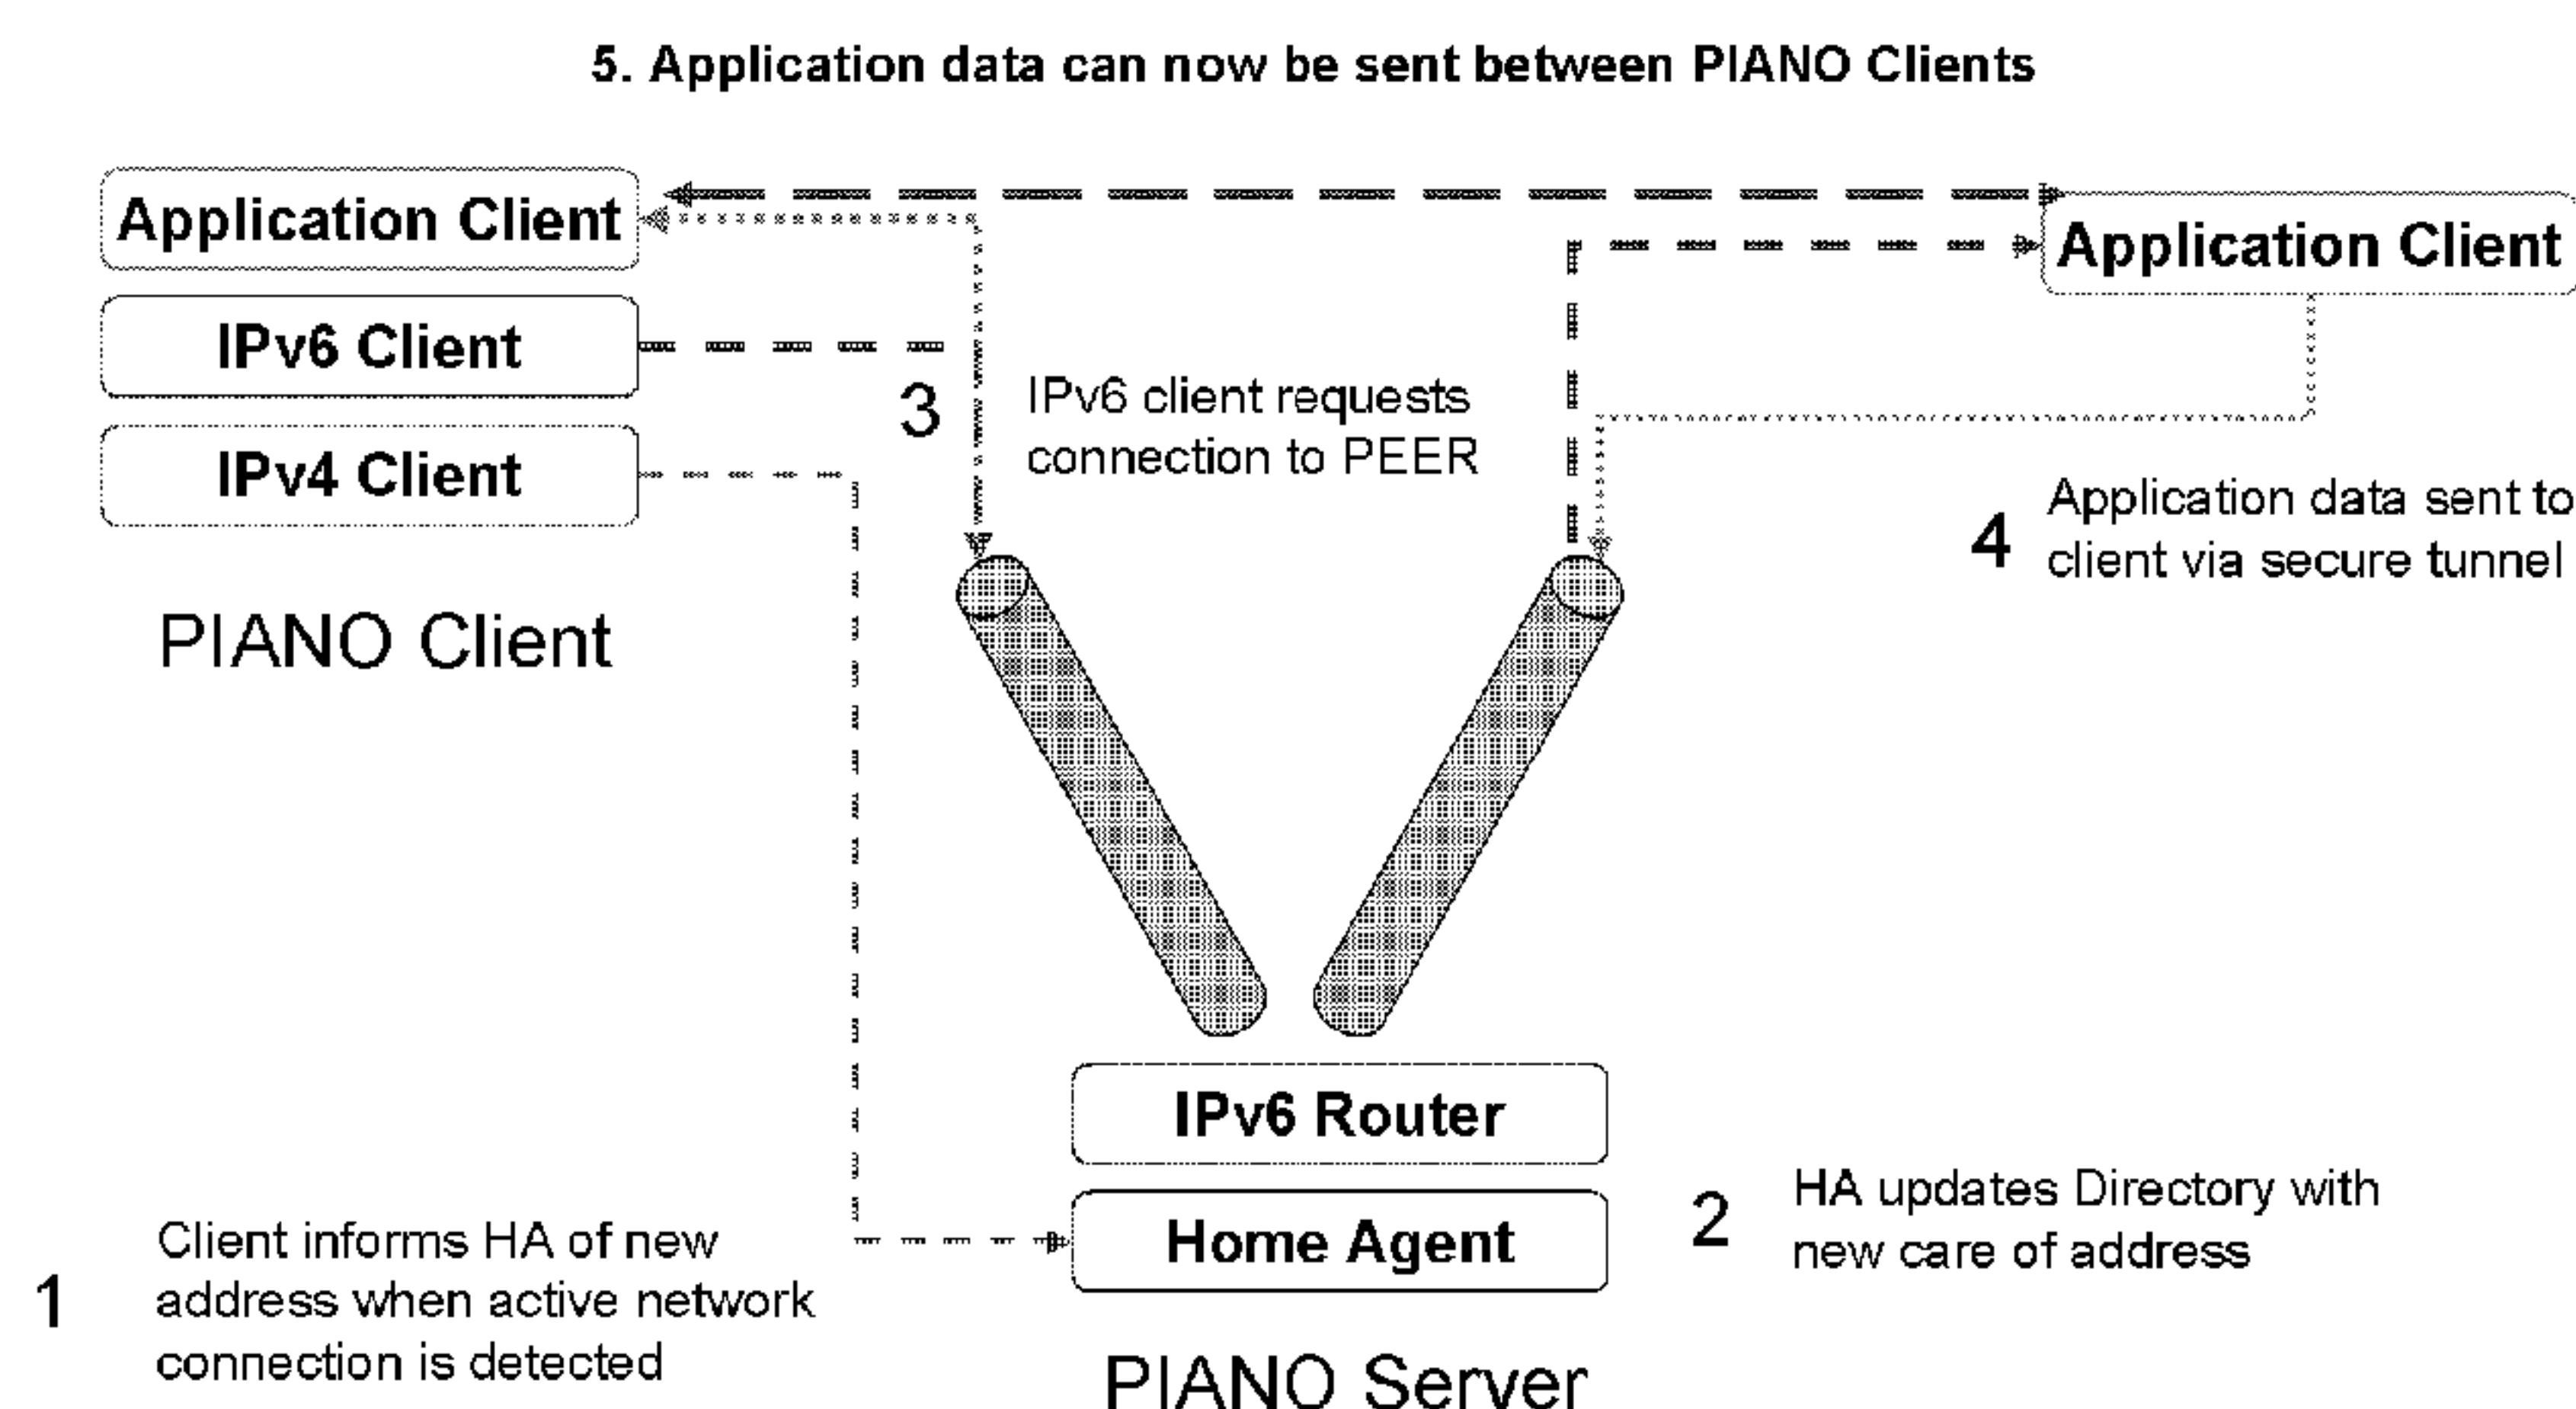 5. Application data can now be sent between PIANO Clients
Application Client
IPv6 Client
IPv4 Client
PIANO Client
3
IPv6 client requests
connection to PEER
Application Client
4
Application data sent to
client via secure tunnel
IPv6 Router
Home Agent
PIANO Server
1
Client informs HA of new
address when active network
connection is detected
2
HA updates Directory with
new care of address